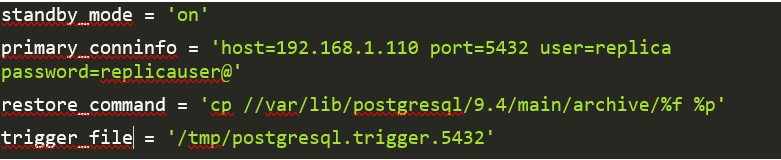 standby_mode = 'on'
primary_conninfo = 'host=192.168.1.110 port=5432 user=replica
password=replicauser@'
restore_command = 'cp //var/lib/postgresql/9.4/main/archive/%f %p'
trigger_file = '/tmp/postgresql.trigger.5432'